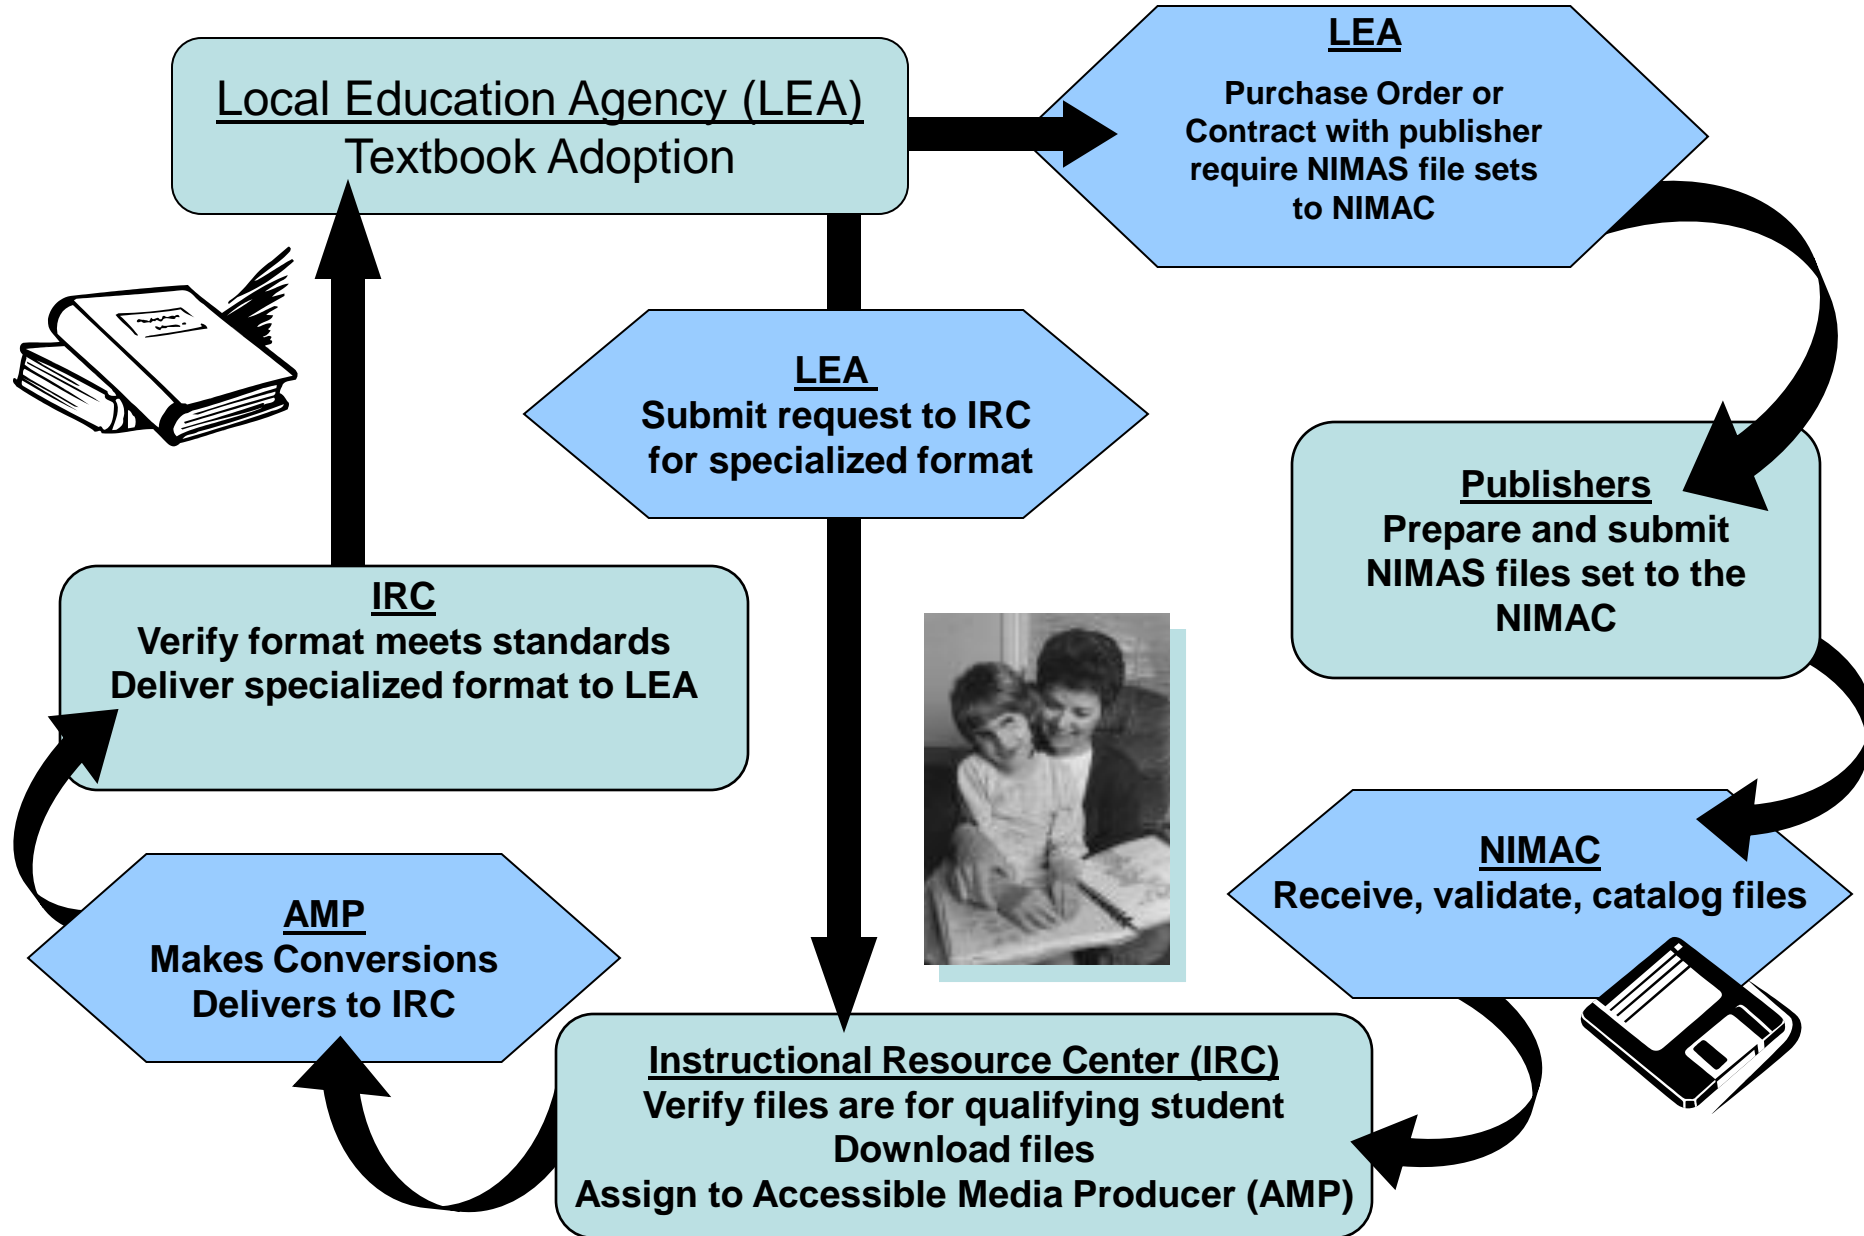 Local Education Agency (LEA)
Textbook Adoption
LEA
Purchase Order or
Contract with publisher
require NIMAS file sets
to NIMAC
LEA
Submit request to IRC
for specialized format
Publishers
Prepare and submit
NIMAS files set to the
NIMAC
IRC
Verify format meets standards
Deliver specialized format to LEA
NIMAC
Receive, validate, catalog files
AMP
Makes Conversions
Delivers to IRC
Instructional Resource Center (IRC)
Verify files are for qualifying student
Download files
Assign to Accessible Media Producer (AMP)